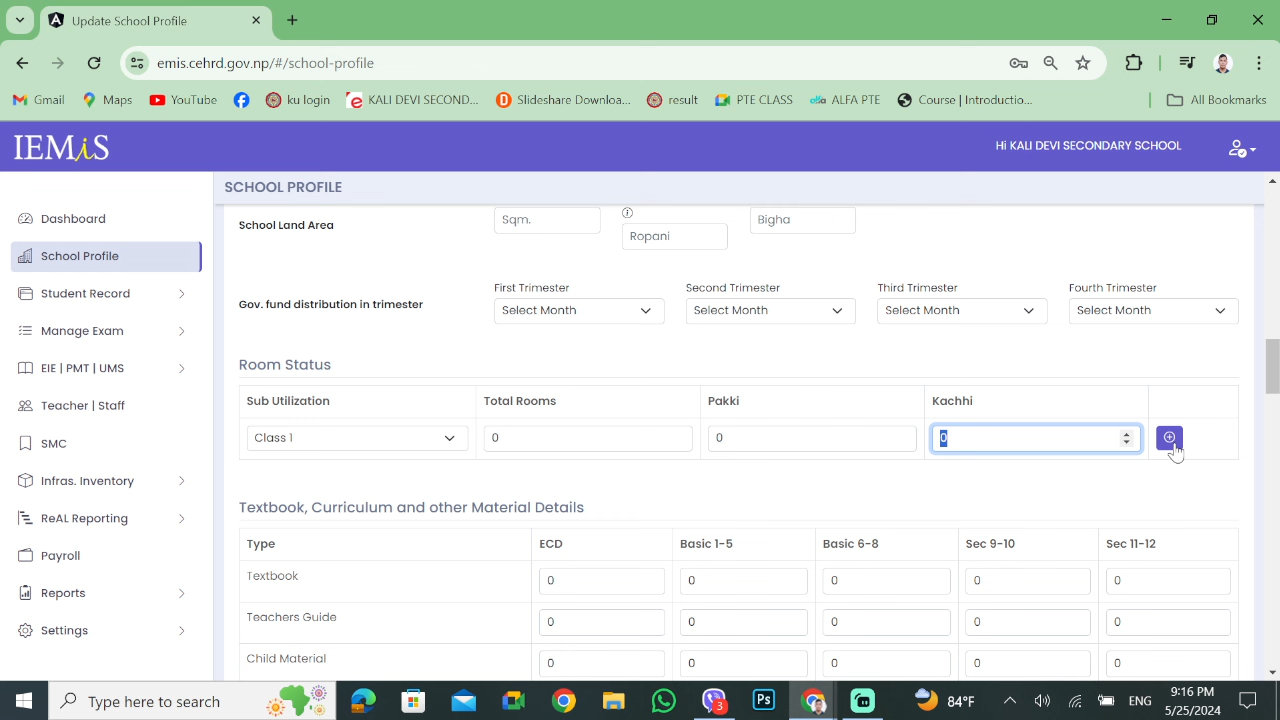 Update School Profile
emis.cehrd.gov.np/#/school-profile
Gmail Maps YouTube ku login KALI DEVI SECOND... Slideshare Downloa... result PTE CLASS ALFA PTE Course | Introductio... All Bookmarks
IEMiS
Hi KALI DEVI SECONDARY SCHOOL
SCHOOL PROFILE
Dashboard
School Profile
Student Record
Manage Exam
EIE | PMT | UMS
Teacher | Staff
SMC
Infras. Inventory
ReAL Reporting
Payroll
Reports
Settings
School Land Area
Sqm.
Ropani
Bigha
Gov. fund distribution in trimester
First Trimester Second Trimester Third Trimester Fourth Trimester
Select Month Select Month Select Month Select Month
Room Status
Sub Utilization Total Rooms Pakki Kachhi
Class 1 0 0 0
Textbook, Curriculum and other Material Details
Type ECD Basic 1-5 Basic 6-8 Sec 9-10 Sec 11-12
Textbook 0 0 0 0 0
Teachers Guide 0 0 0 0 0
Child Material 0 0 0 0 0
Type here to search
3
Ps
84°F
ENG
9:16 PM
5/25/2024